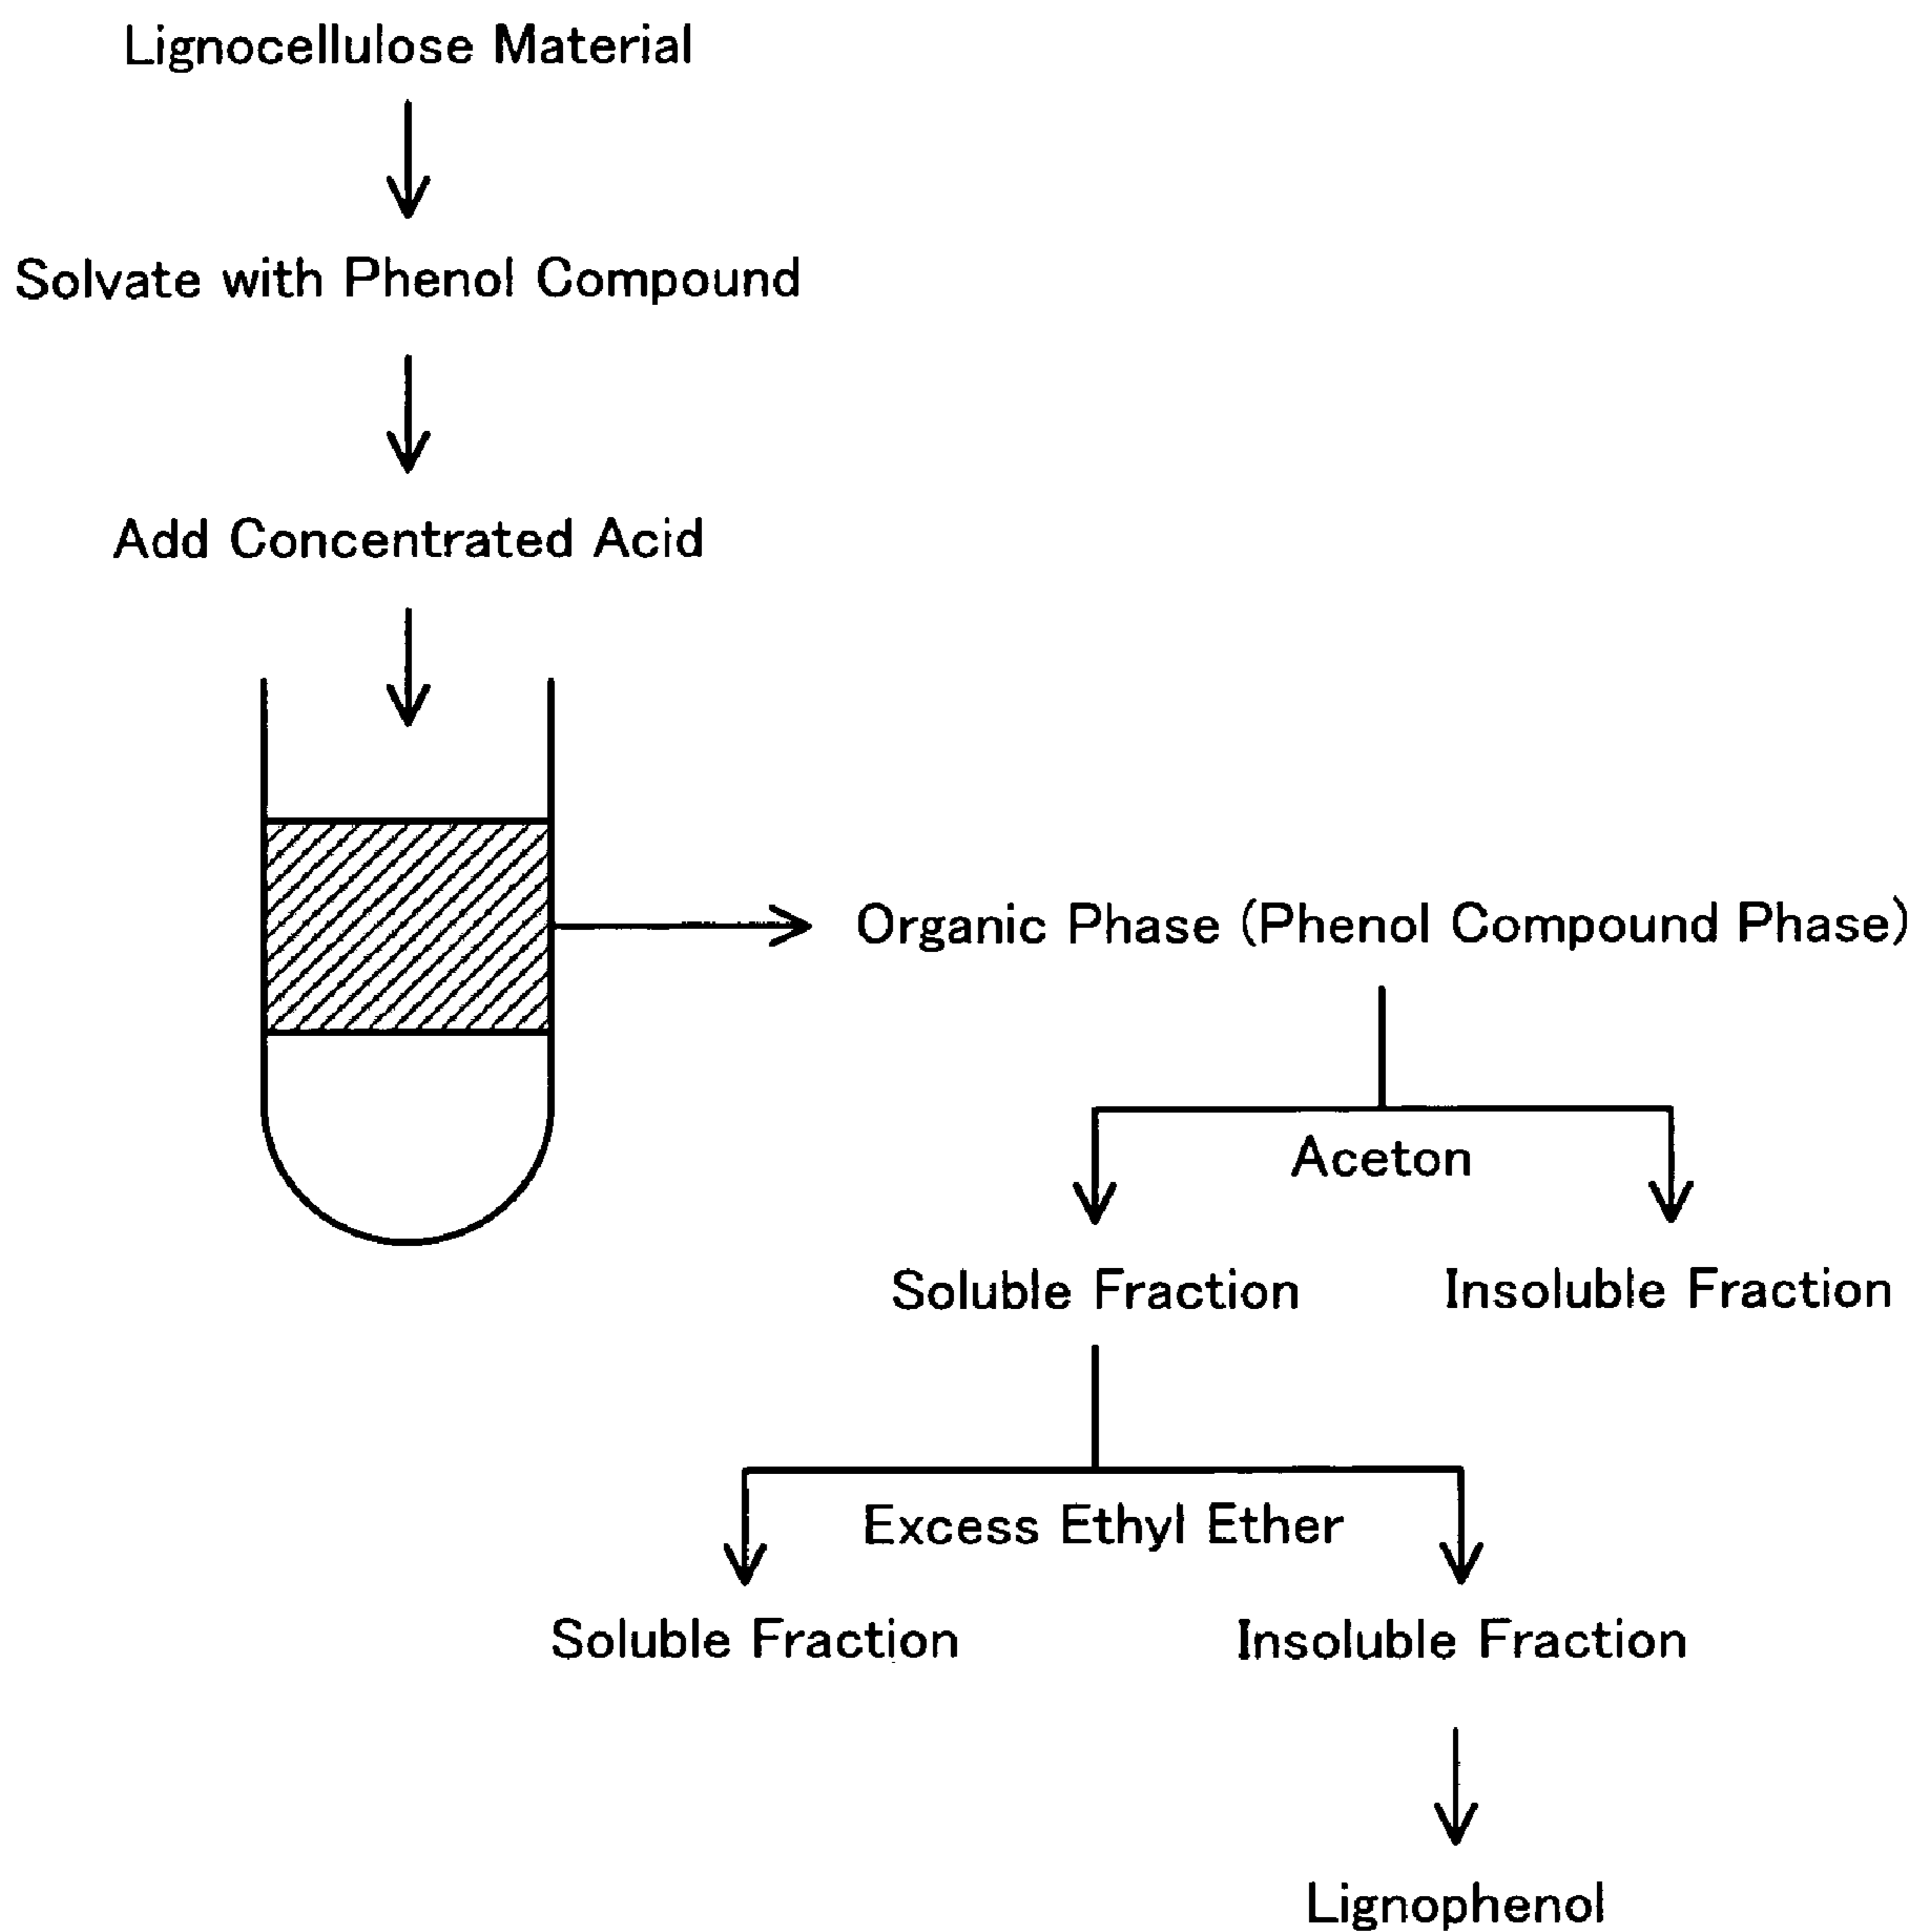 Lignocellulose Material
Solvate with Phenol Compound
Add Concentrated Acid
Organic Phase (Phenol Compound Phase)
Aceton
Soluble Fraction
Insoluble Fraction
Excess Ethyl Ether
Soluble Fraction
Insoluble Fraction
Lignophenol